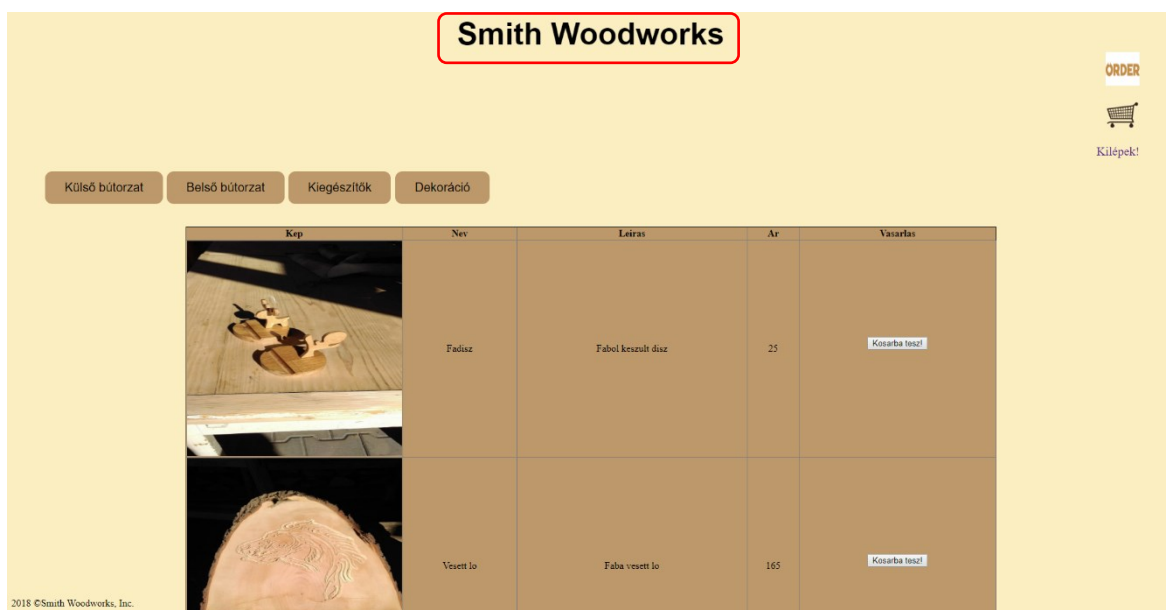 Smith Woodworks
ORDER
Kilépek!
Külső bútorzat Belső bútorzat Kiegészítők Dekoráció
Kep Nev Leiras Ar Vasarlas
Fadisz Fabol keszult disz 25 Kosarba tesz!
Vesett lo Faba vesett lo 165 Kosarba tesz!
2018 ©Smith Woodworks, Inc.